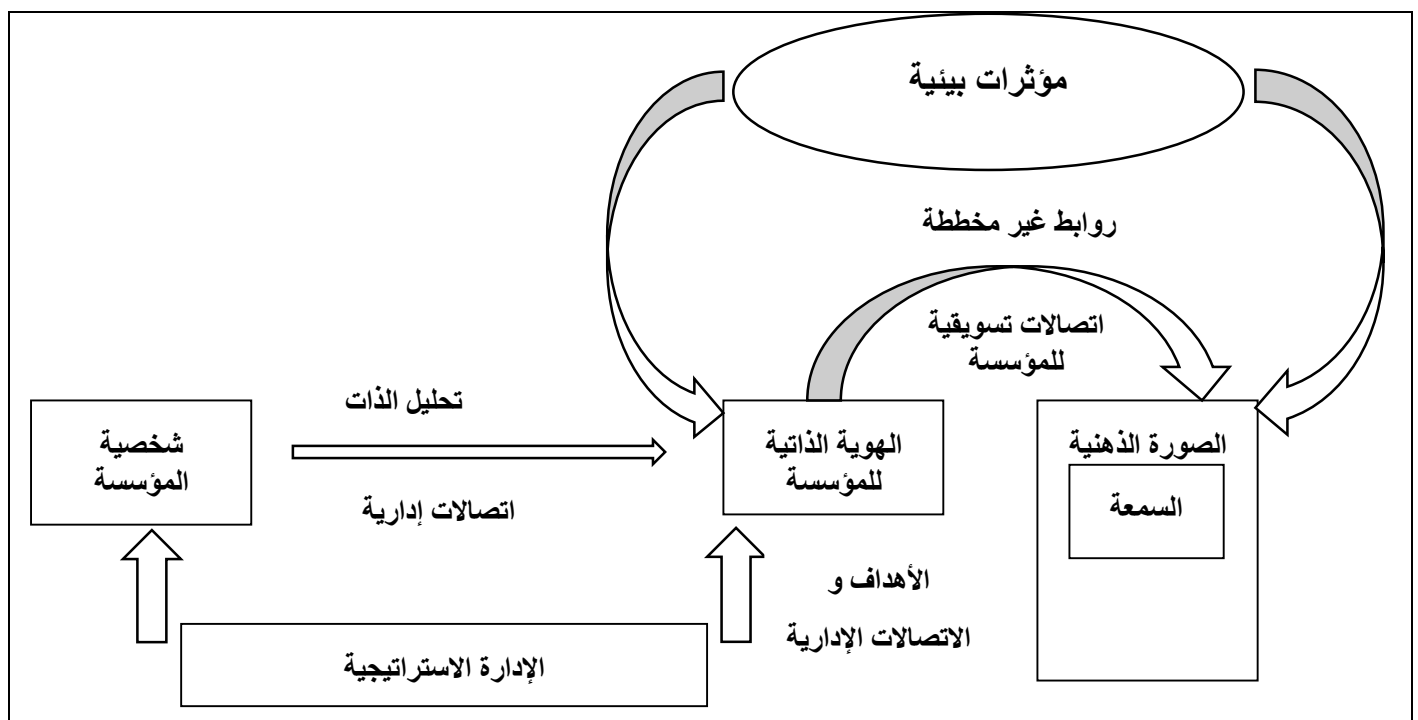 مؤثرات بيئية
روابط غير مخططة
اتصالات تسويقية
للمؤسسة
تحليل الذات
شخصية
المؤسسة
الهوية الذاتية
للمؤسسة
الصورة الذهنية
السمعة
اتصالات إدارية
الأهداف و
الاتصالات الإدارية
الإدارة الاستراتيجية